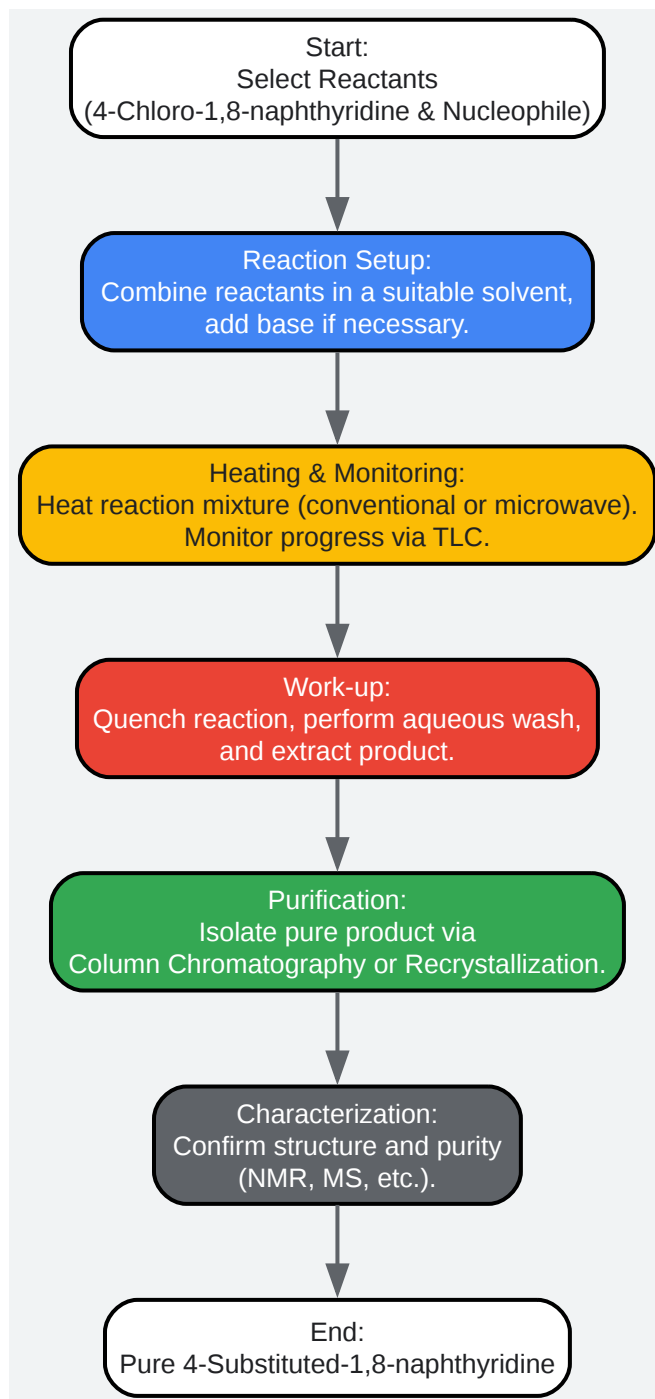 Start:
Select Reactants
(4-Chloro-1,8-naphthyridine & Nucleophile)
Reaction Setup:
Combine reactants in a suitable solvent,
add base if necessary.
Heating & Monitoring:
Heat reaction mixture (conventional or microwave).
Monitor progress via TLC.
Work-up:
Quench reaction, perform aqueous wash,
and extract product.
Purification:
Isolate pure product via
Column Chromatography or Recrystallization.
Characterization:
Confirm structure and purity
(NMR, MS, etc.).
End:
Pure 4-Substituted-1,8-naphthyridine